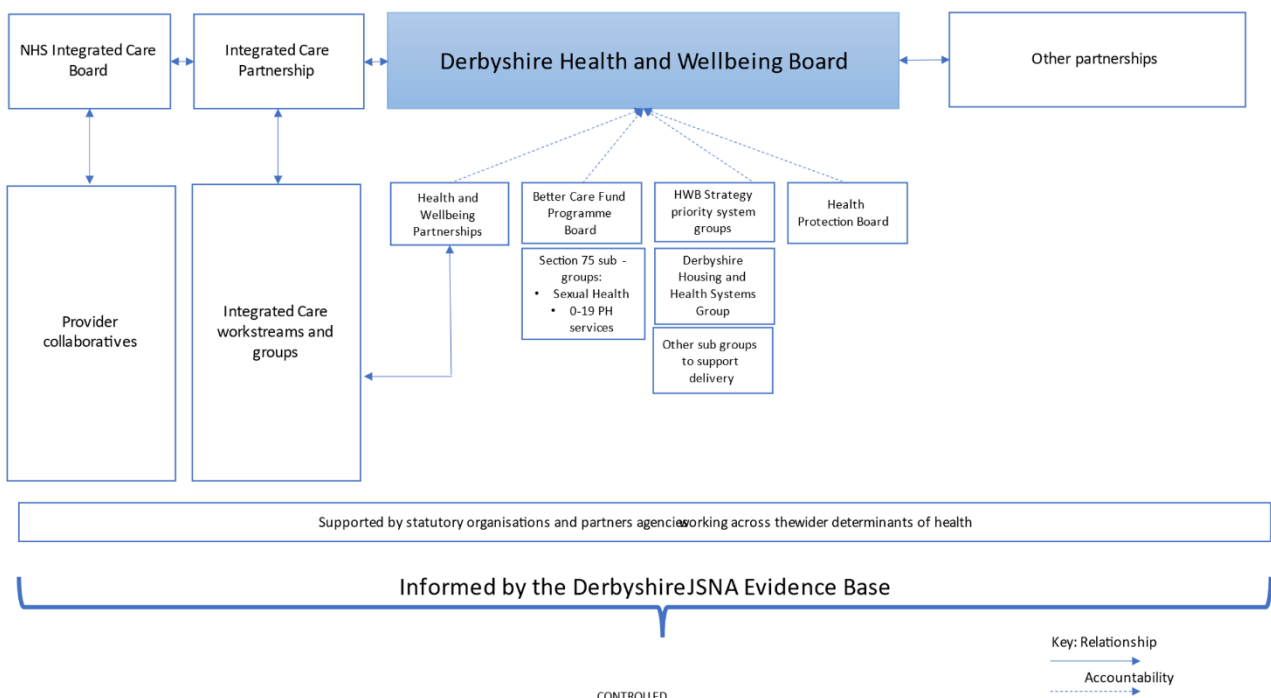 NHS Integrated Care
Board
Integrated Care
Partnership
Derbyshire Health and Wellbeing Board
Other partnerships
Health and
Wellbeing
Partnerships
Better Care Fund
Programme
Board
HWB Strategy
priority system
groups
Health
Protection Board
Section 75 sub -
groups:
• Sexual Health
• 0-19 PH
services
Derbyshire
Housing and
Health Systems
Group
Other sub groups
to support
delivery
Provider
collaboratives
Integrated Care
workstreams and
groups
Supported by statutory organisations and partners agencies working across thewider determinants of health
Informed by the DerbyshireJSNA Evidence Base
Key: Relationship
Accountability
CONTROLLED